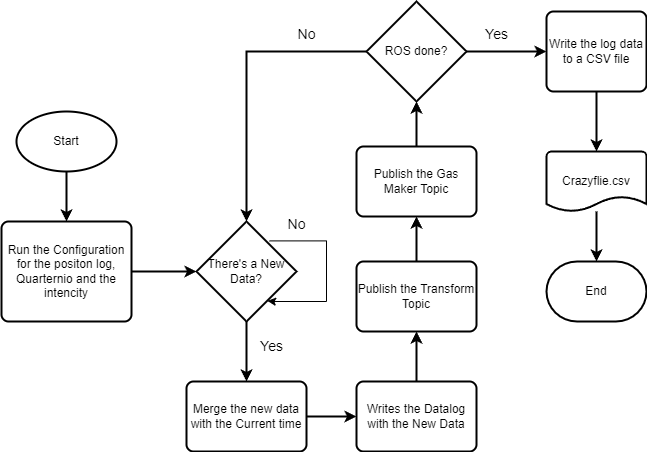 Start
Run the Configuration
for the positon log,
Quarternio and the
intencity
There's a New
Data?
No
Yes
Merge the new data
with the Current time
Writes the Datalog
with the New Data
Publish the Transform
Topic
Publish the Gas
Maker Topic
ROS done?
No
Yes
Write the log data
to a CSV file
Crazyflie.csv
End